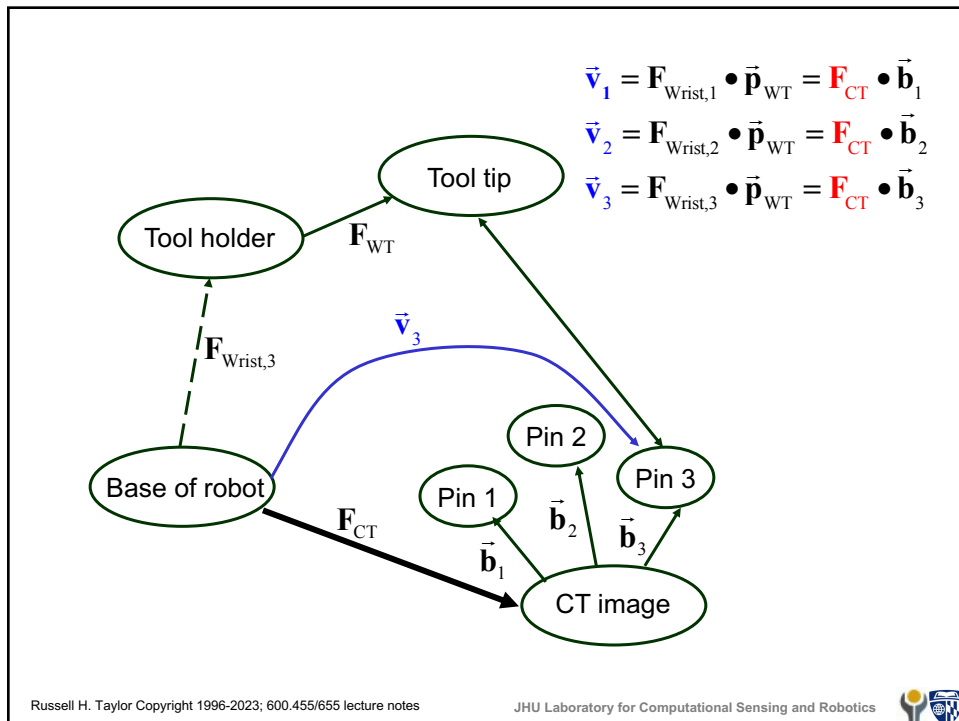 v⃗₁ = F_Wrist,1 • p⃗_WT = F_CT • b⃗₁
v⃗₂ = F_Wrist,2 • p⃗_WT = F_CT • b⃗₂
v⃗₃ = F_Wrist,3 • p⃗_WT = F_CT • b⃗₃
Tool tip
Tool holder
F_WT
v⃗₃
F_Wrist,3
Pin 2
Base of robot
Pin 1
Pin 3
F_CT
b⃗₁
b⃗₂
b⃗₃
CT image
Russell H. Taylor Copyright 1996-2023; 600.455/655 lecture notes
JHU Laboratory for Computational Sensing and Robotics